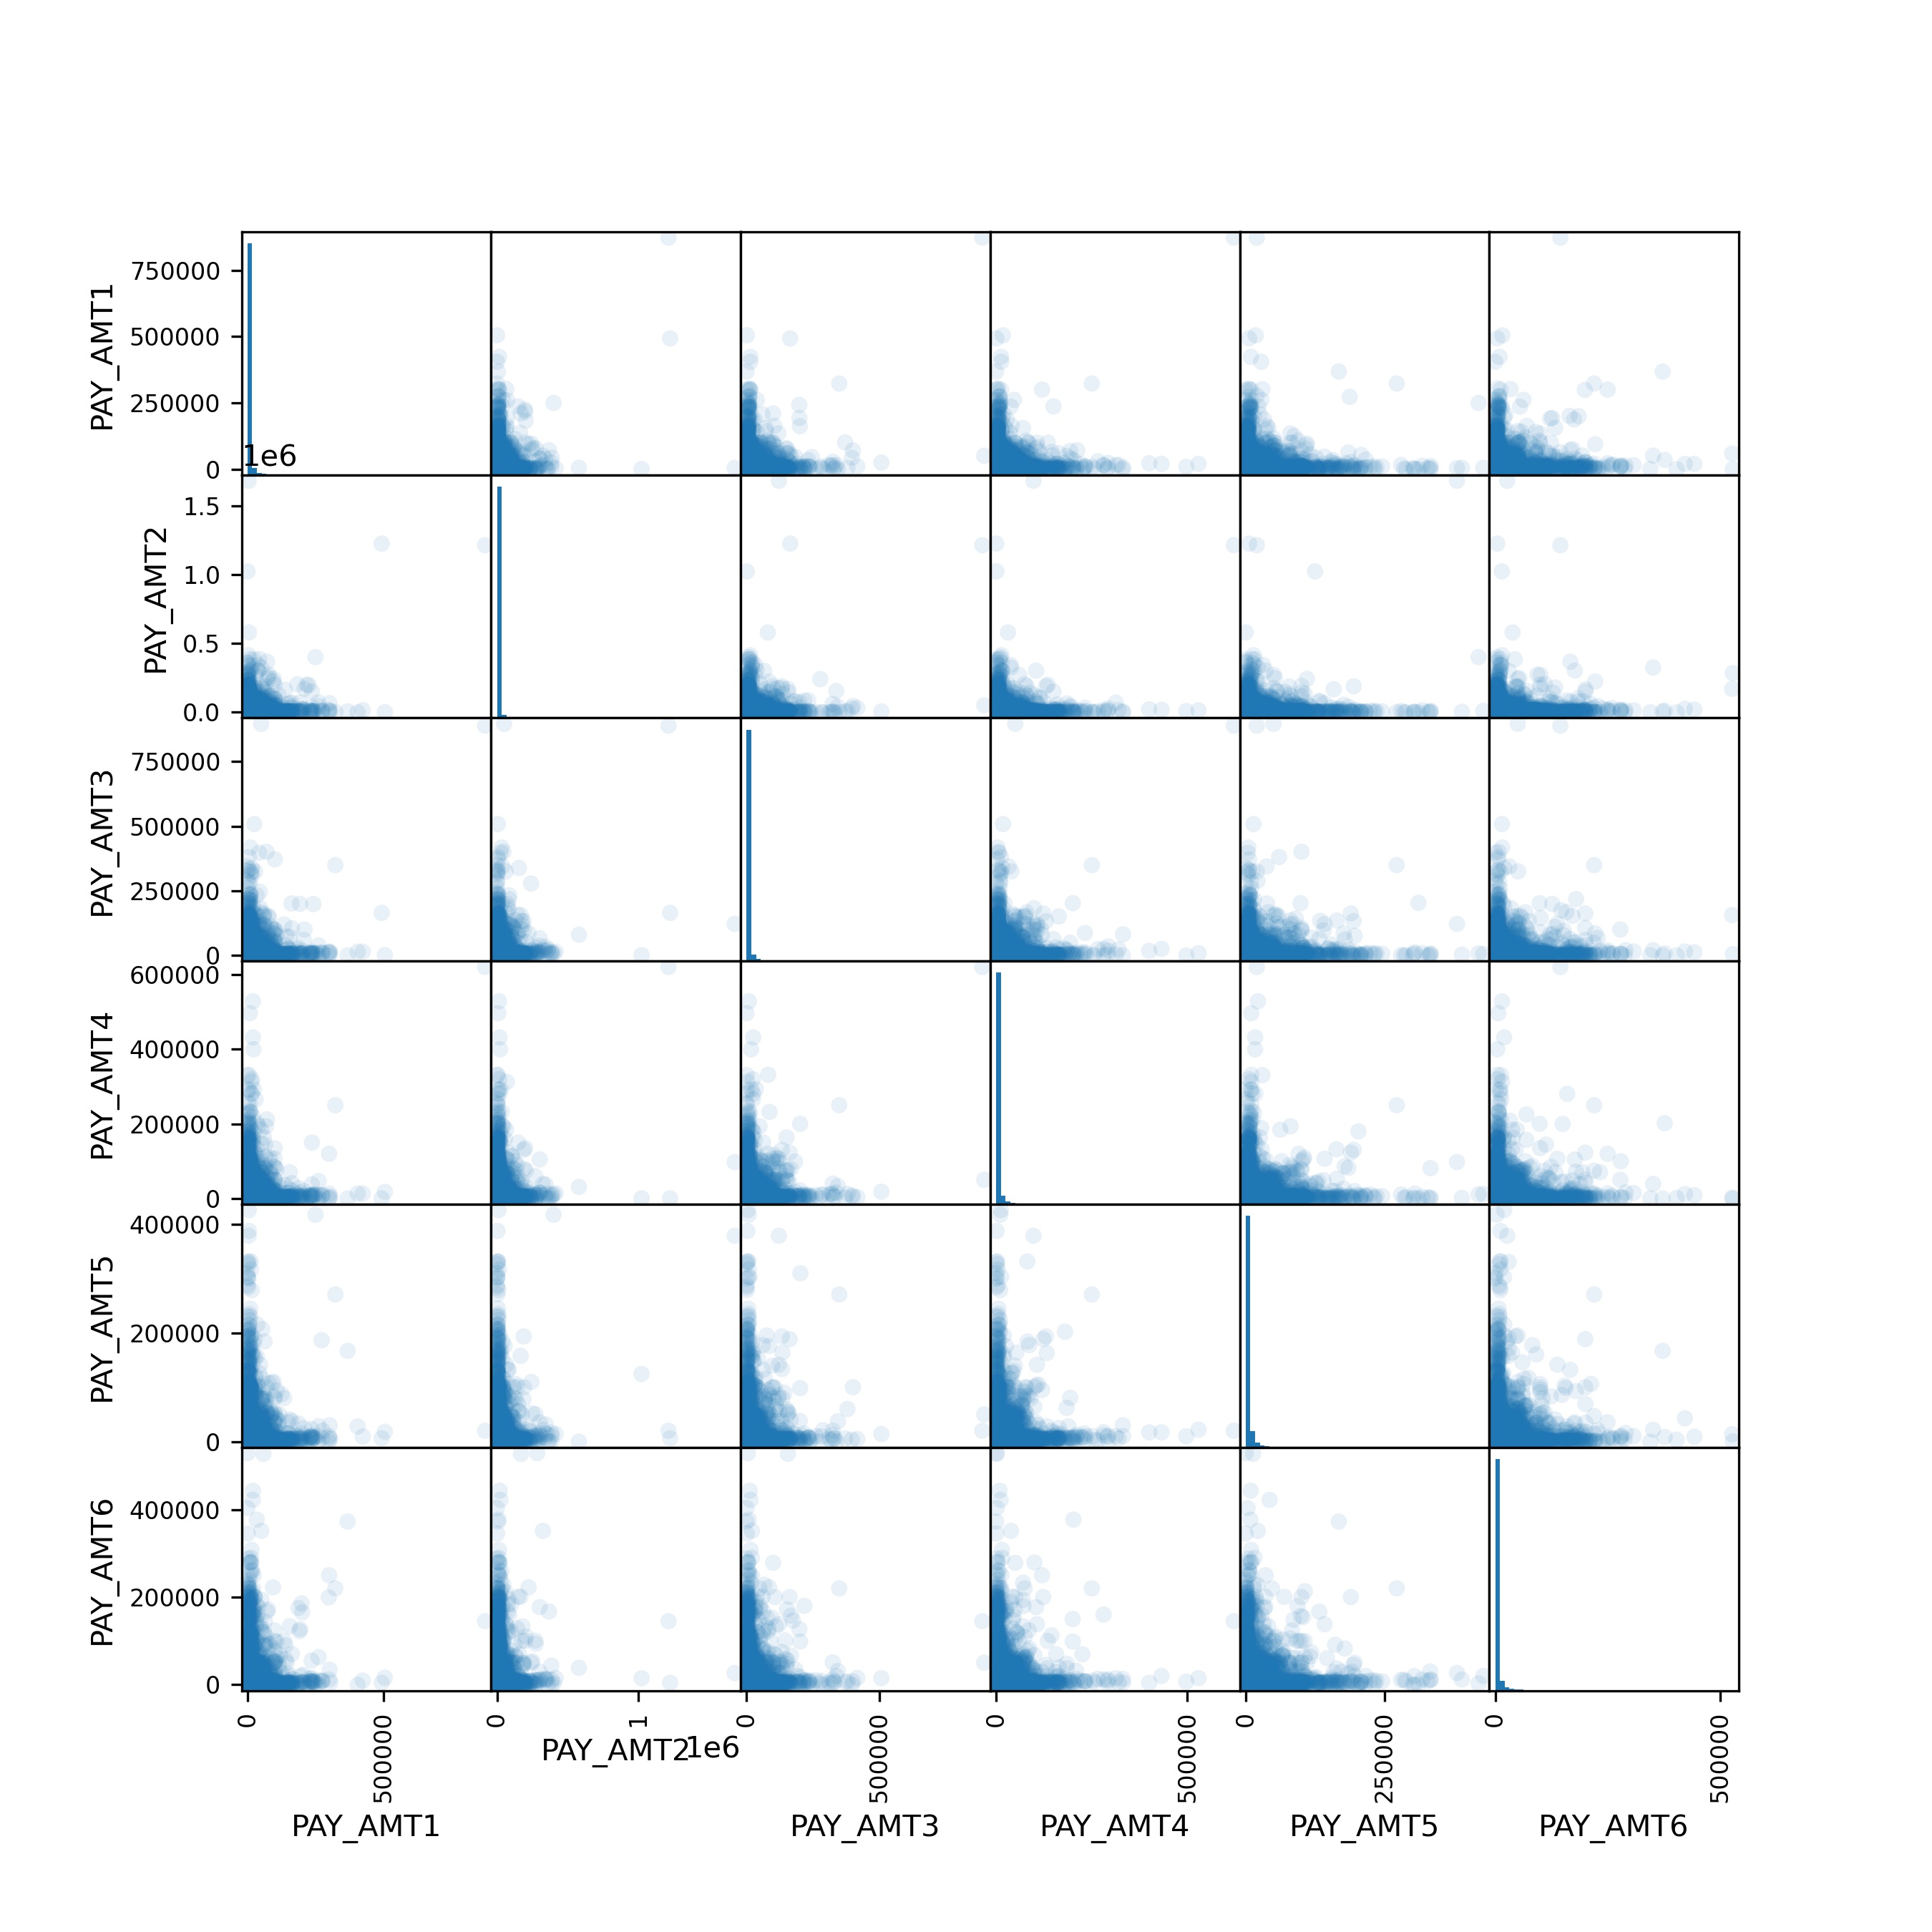 PAY_AMT1
750000
500000
250000
0
1e6
PAY_AMT2
1.5
1.0
0.5
0.0
PAY_AMT3
750000
500000
250000
0
PAY_AMT4
600000
400000
200000
0
PAY_AMT5
400000
200000
0
PAY_AMT6
400000
200000
0
0 500000 0 1 0 500000 0 500000 0 250000 0 500000
PAY_AMT2 1e6
PAY_AMT1 PAY_AMT3 PAY_AMT4 PAY_AMT5 PAY_AMT6